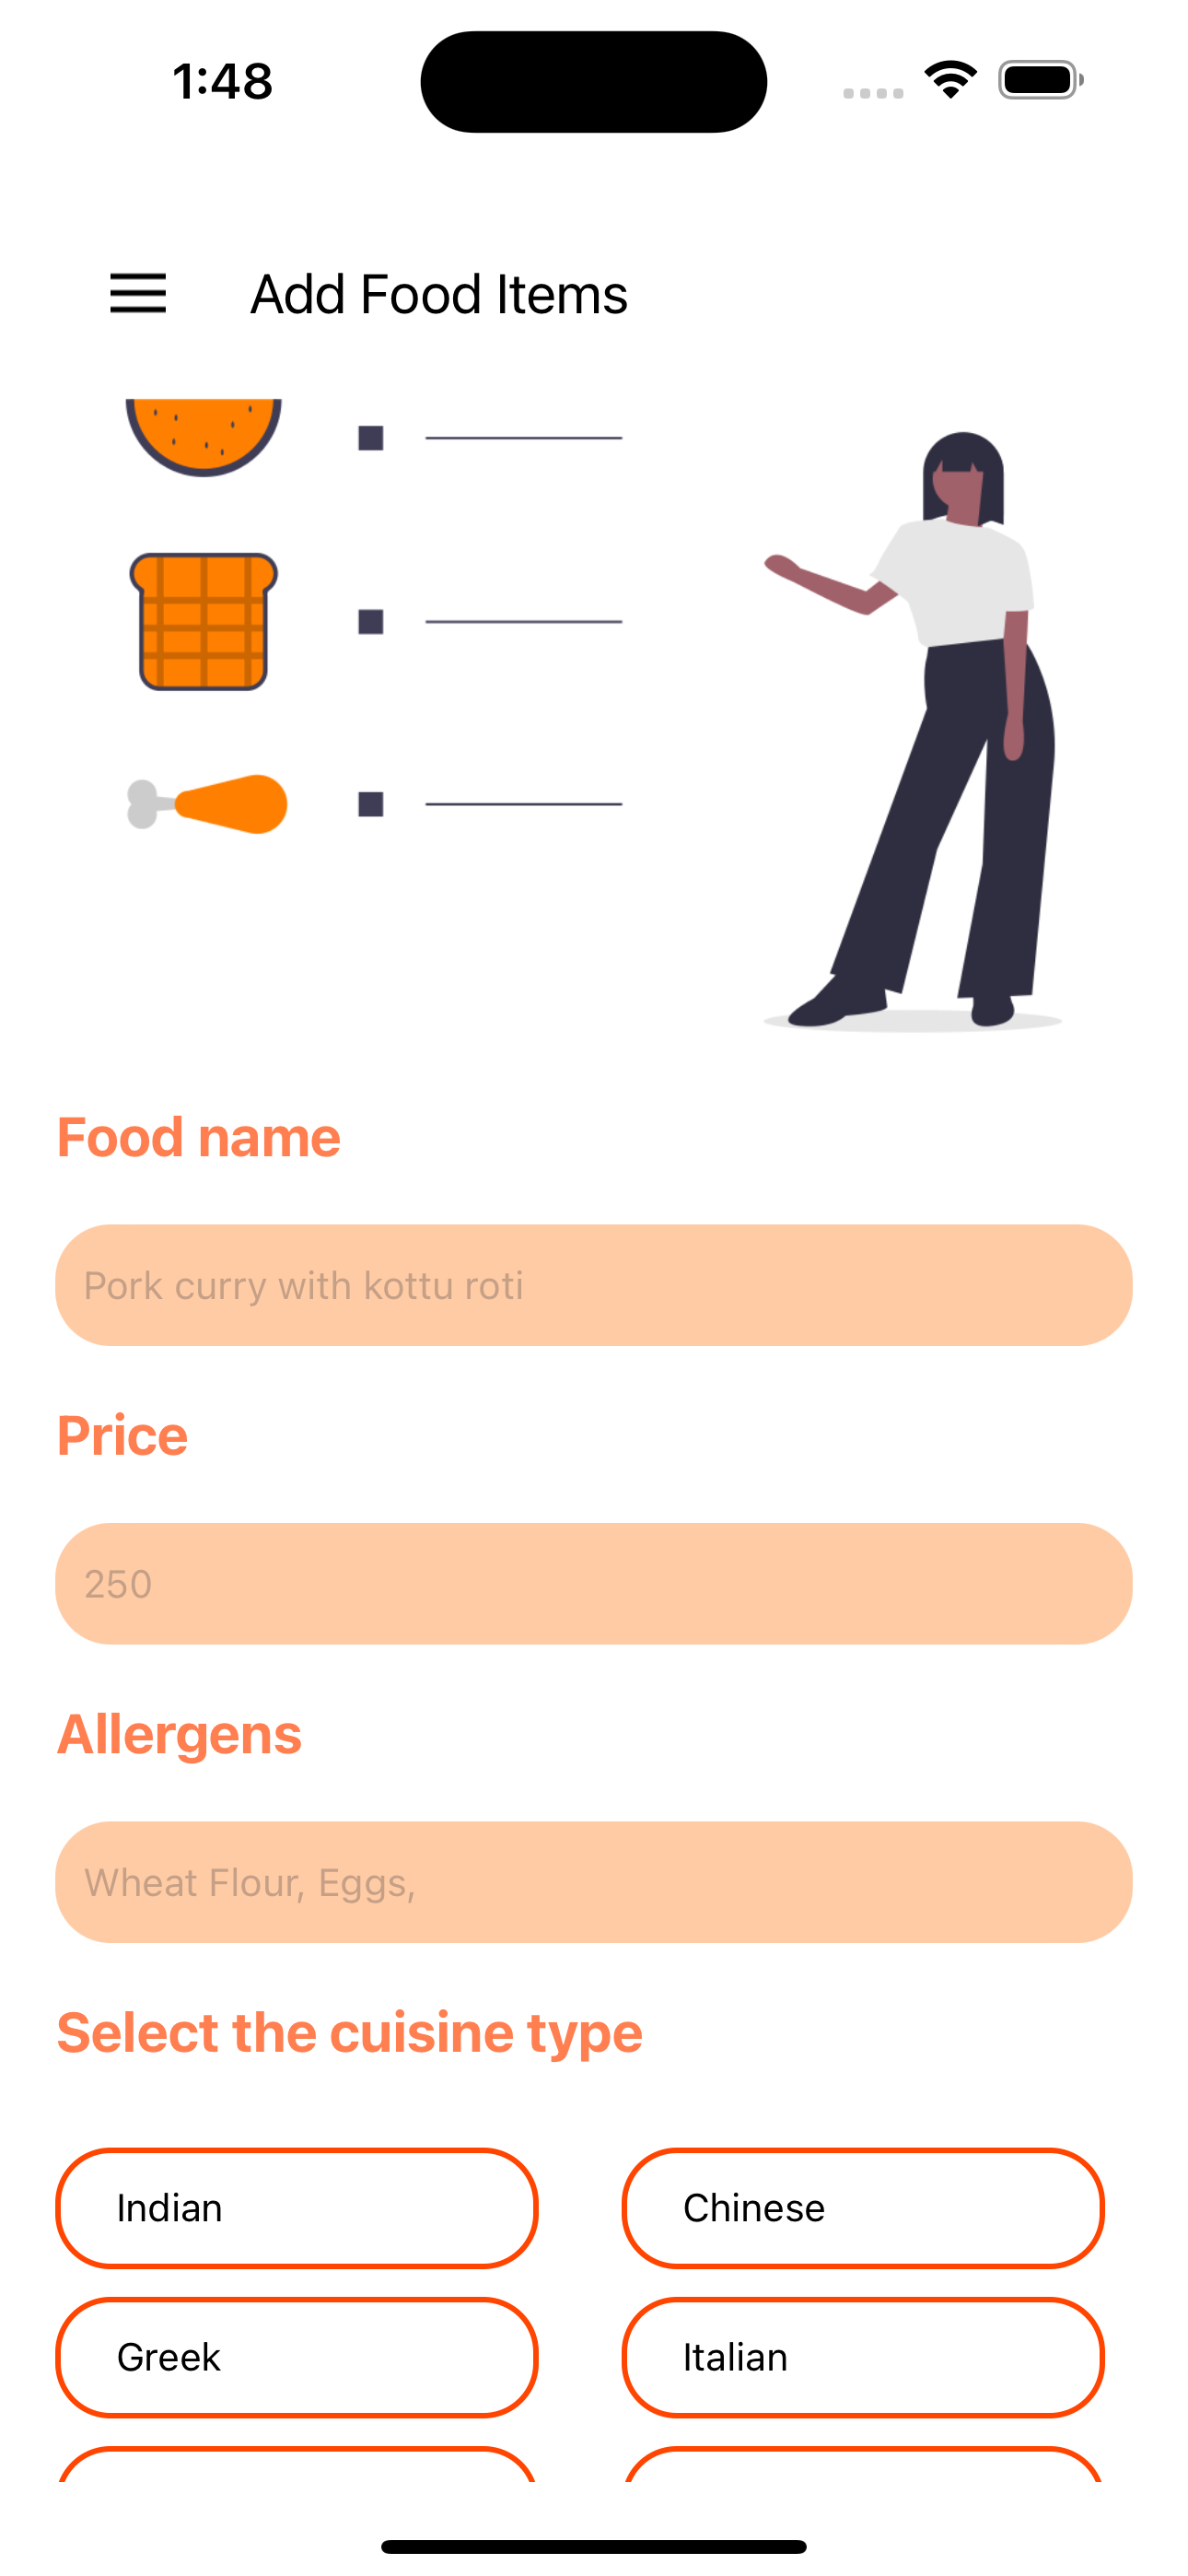 1:48
Add Food Items
Food name
Pork curry with kottu roti
Price
250
Allergens
Wheat Flour, Eggs,
Select the cuisine type
Indian
Chinese
Greek
Italian